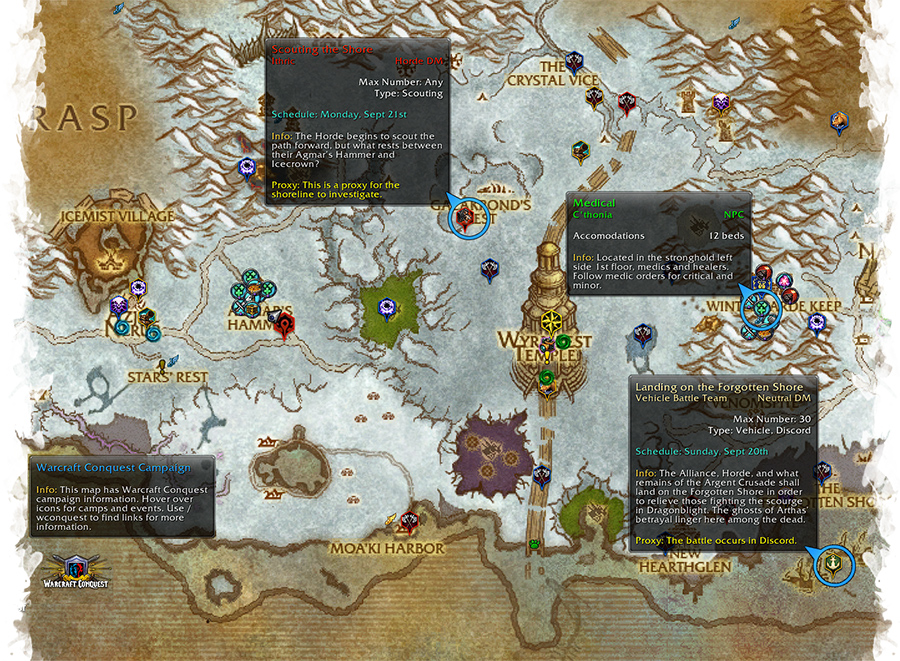 THE
CRYSTAL VICE
RASP
Scouting the Shore
Horde DM
Max Number: Any
Type: Scouting
Schedule: Monday, Sept 21st
Info: The Horde begins to scout the
path forward, but what rests between
their Agmar's Hammer and
Icecrown?
Proxy: This is a proxy for the
shoreline to investigate.
ICEMIST VILLAGE
Medical
C'thonia NPC
Accomodations 12 beds
Info: Located in the stronghold left
side 1st floor, medics and healers.
Follow medic orders for critical and
minor.
HAMM
WYR ST
TEMPLE
STARS' REST
Landing on the Forgotten Shore
Vehicle Battle Team Neutral DM
Max Number: 30
Type: Vehicle, Discord
Schedule: Sunday, Sept 20th
Info: The Alliance, Horde, and what
remains of the Argent Crusade shall
land on the Forgotten Shore in order
to relieve those fighting the scourge
in Dragonblight. The ghosts of Arthas'
betrayal linger here among the dead.
Proxy: The battle occurs in Discord.
Warcraft Conquest Campaign
Info: This map has Warcraft Conquest
campaign information. Hover over
icons for camps and events. Use /
wconquest to find links for more
information.
WARCRAFT CONQUEST
MOA'KI HARBOR
NEW
HEARTHGLEN